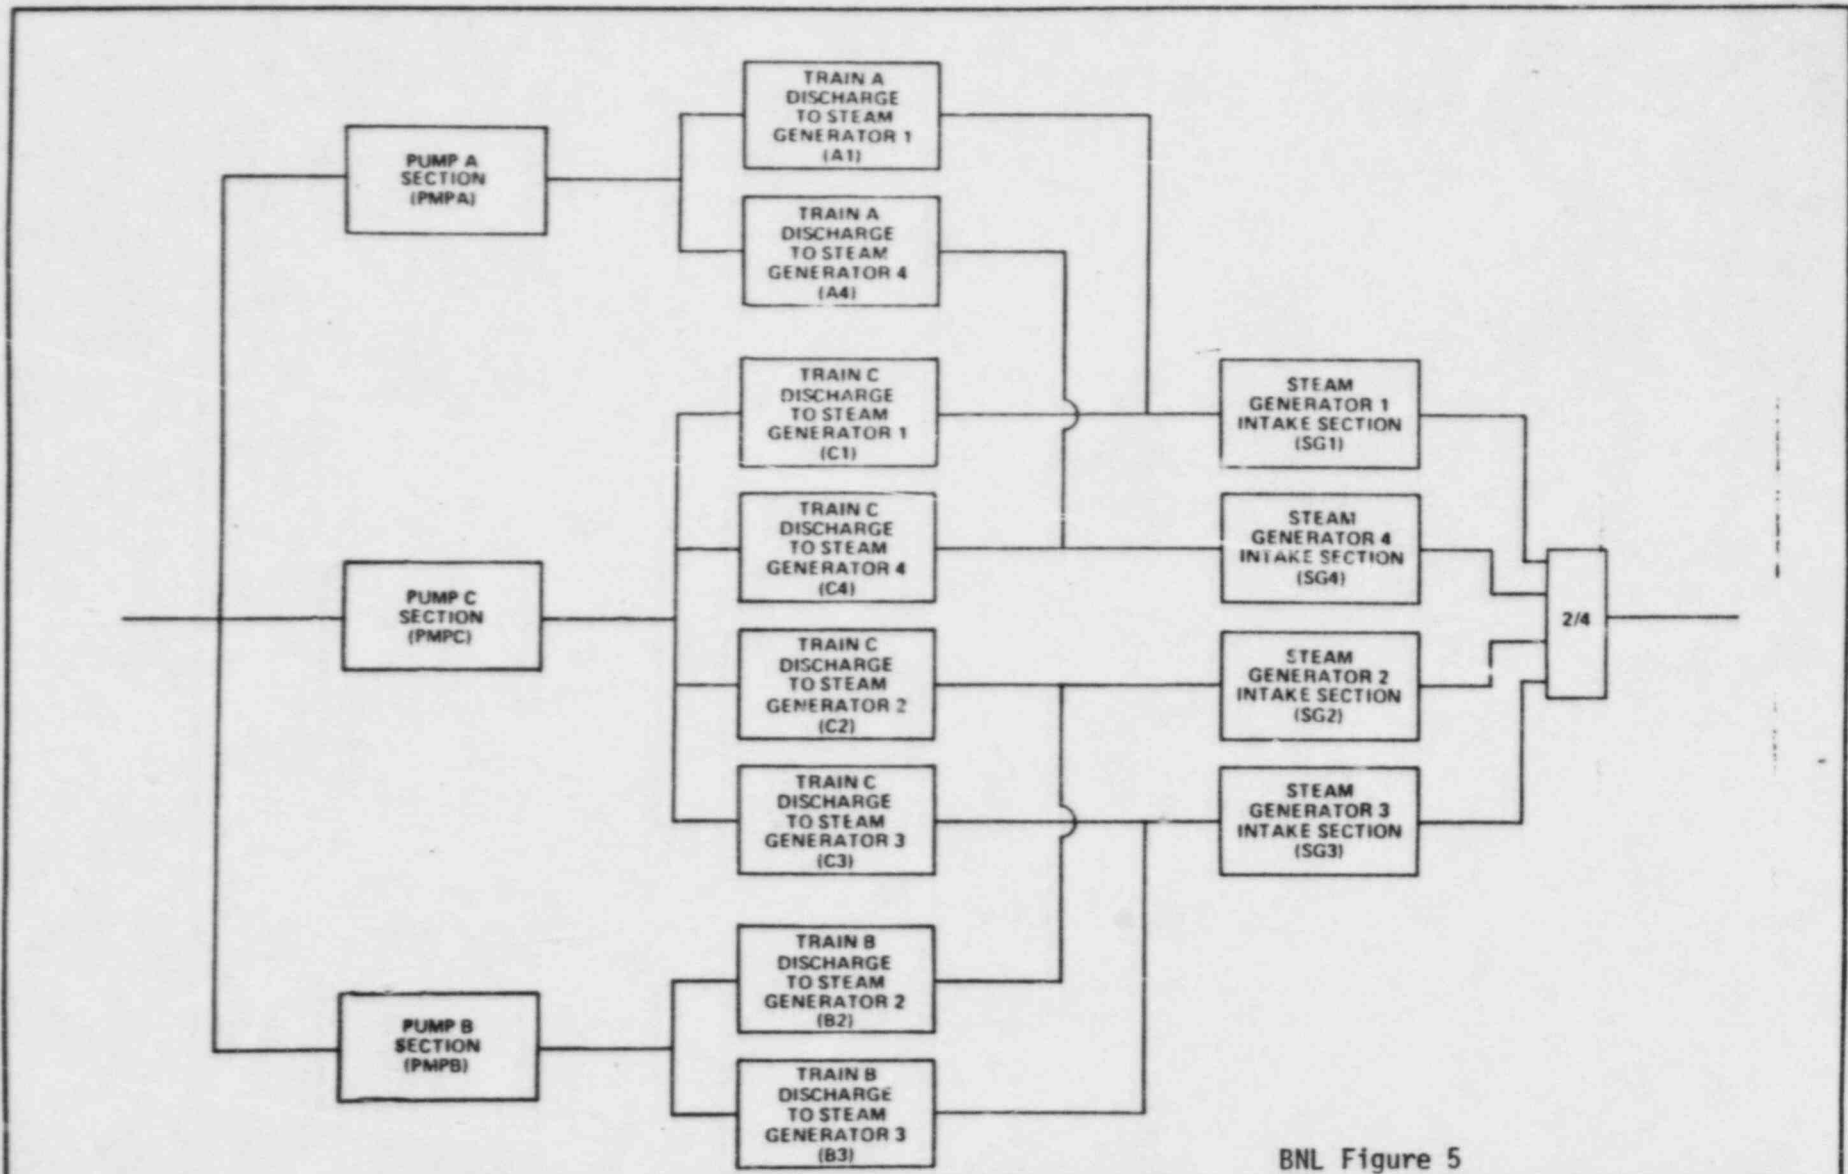 TRAIN A
DISCHARGE
TO STEAM
GENERATOR 1
(A1)
PUMP A
SECTION
(PMPA)
TRAIN A
DISCHARGE
TO STEAM
GENERATOR 4
(A4)
TRAIN C
DISCHARGE
TO STEAM
GENERATOR 1
(C1)
STEAM
GENERATOR 1
INTAKE SECTION
(SG1)
TRAIN C
DISCHARGE
TO STEAM
GENERATOR 4
(C4)
STEAM
GENERATOR 4
INTAKE SECTION
(SG4)
PUMP C
SECTION
(PMPC)
2/4
TRAIN C
DISCHARGE
TO STEAM
GENERATOR 2
(C2)
STEAM
GENERATOR 2
INTAKE SECTION
(SG2)
TRAIN C
DISCHARGE
TO STEAM
GENERATOR 3
(C3)
STEAM
GENERATOR 3
INTAKE SECTION
(SG3)
TRAIN B
DISCHARGE
TO STEAM
GENERATOR 2
(B2)
PUMP B
SECTION
(PMPB)
TRAIN B
DISCHARGE
TO STEAM
GENERATOR 3
(B3)
BNL Figure 5